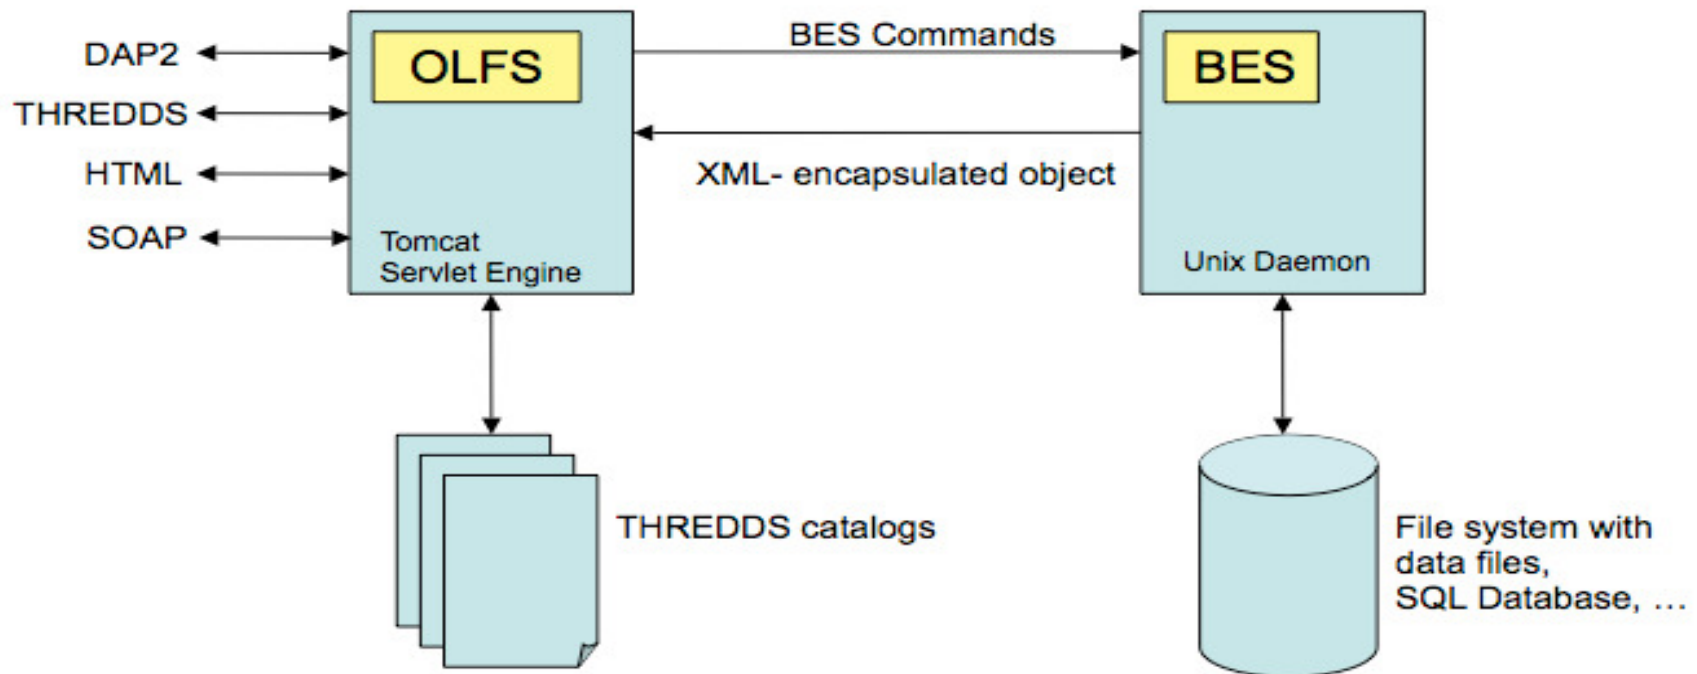 DAP2
THREDDS
HTML
SOAP
OLFS
Tomcat
Servlet Engine
BES Commands
XML- encapsulated object
BES
Unix Daemon
THREDDS catalogs
File system with
data files,
SQL Database, …